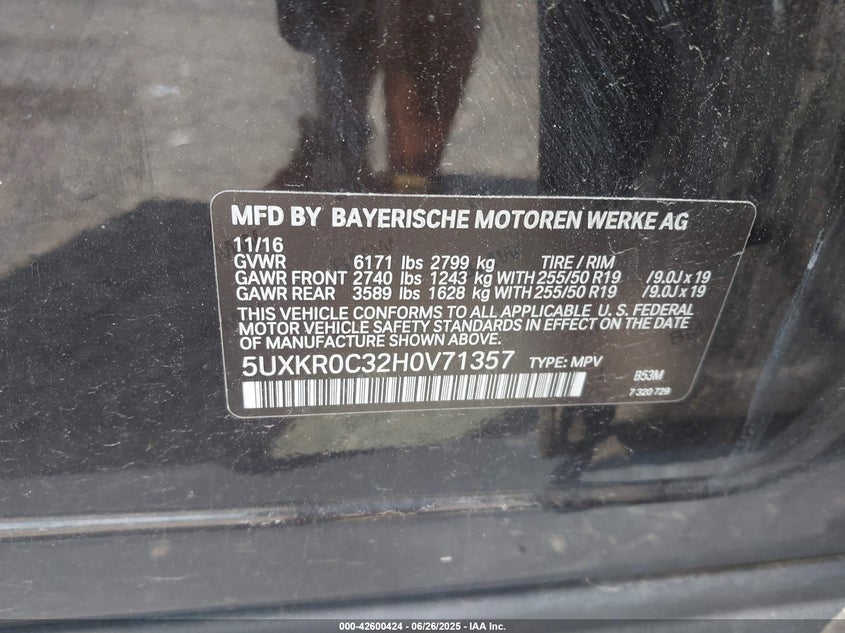 MFD BY BAYERISCHE MOTOREN WERKE AG
11/16
GVWR 6171 lbs 2799 kg TIRE / RIM
GAWR FRONT 2740 lbs 1243 kg WITH 255/50 R19 /9.0J x 19
GAWR REAR 3589 lbs 1628 kg WITH 255/50 R19 /9.0J x 19
THIS VEHICLE CONFORMS TO ALL APPLICABLE U. S. FEDERAL
MOTOR VEHICLE SAFETY STANDARDS IN EFFECT ON THE DATE
OF MANUFACTURE SHOWN ABOVE.
5UXKR0C32H0V71357 TYPE: MPV B53M
7 320 729
000-42600424 / 06/26/2025 - IAA Inc.